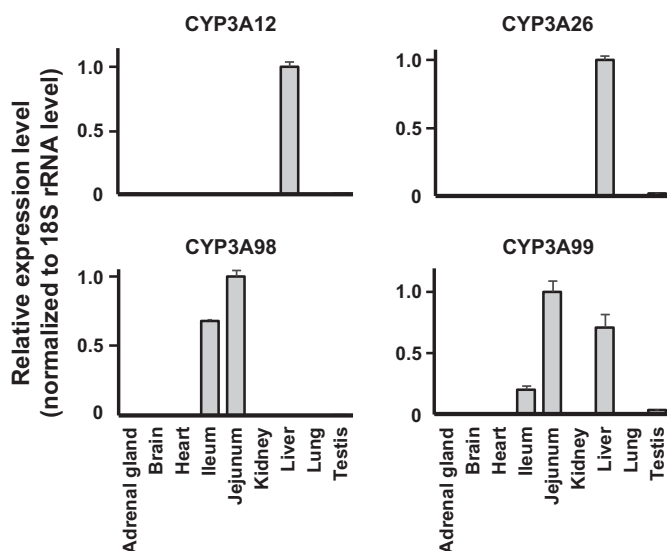 CYP3A12
CYP3A26
1.0
0.5
0
1.0
0.5
0
Relative expression level
(normalized to 18S rRNA level)
CYP3A98
CYP3A99
1.0
0.5
0
1.0
0.5
0
Adrenal gland
Brain
Heart
Ileum
Jejunum
Kidney
Liver
Lung
Testis
Adrenal gland
Brain
Heart
Ileum
Jejunum
Kidney
Liver
Lung
Testis